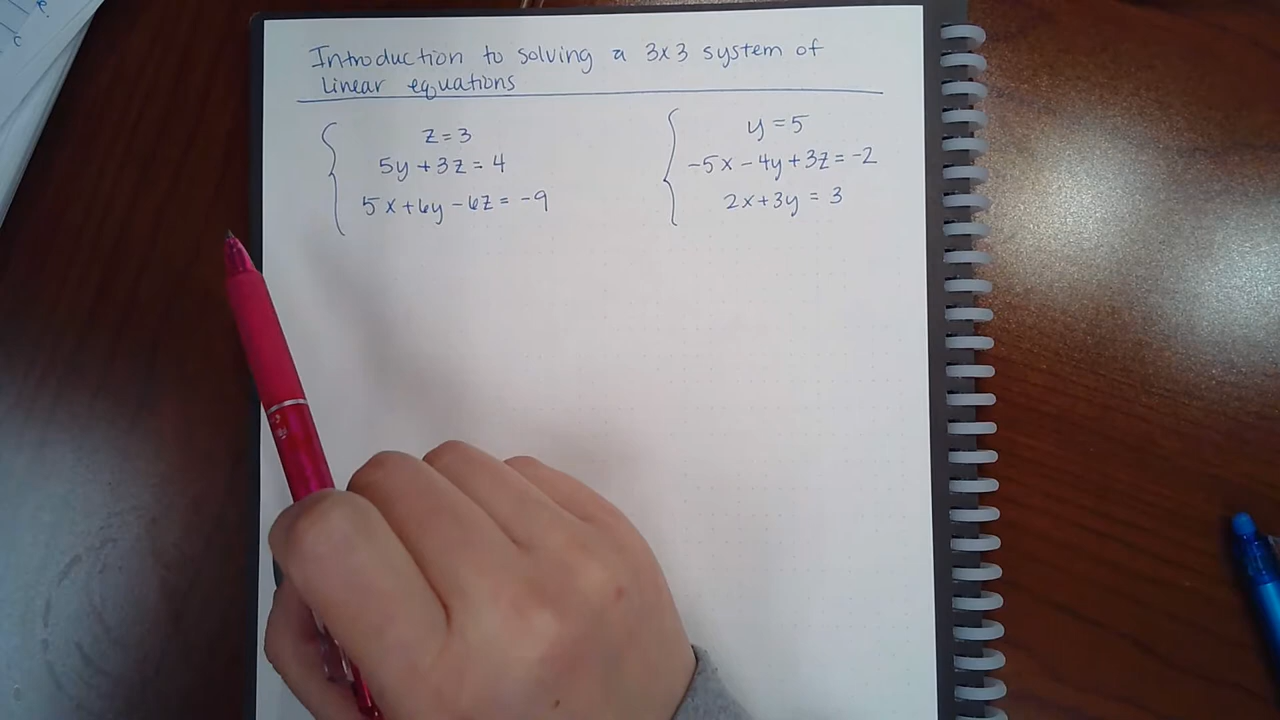 Introduction to solving a 3x3 system of
linear equations
z = 3
5y + 3z = 4
5x + 6y - 6z = -9
y = 5
-5x - 4y + 3z = -2
2x + 3y = 3